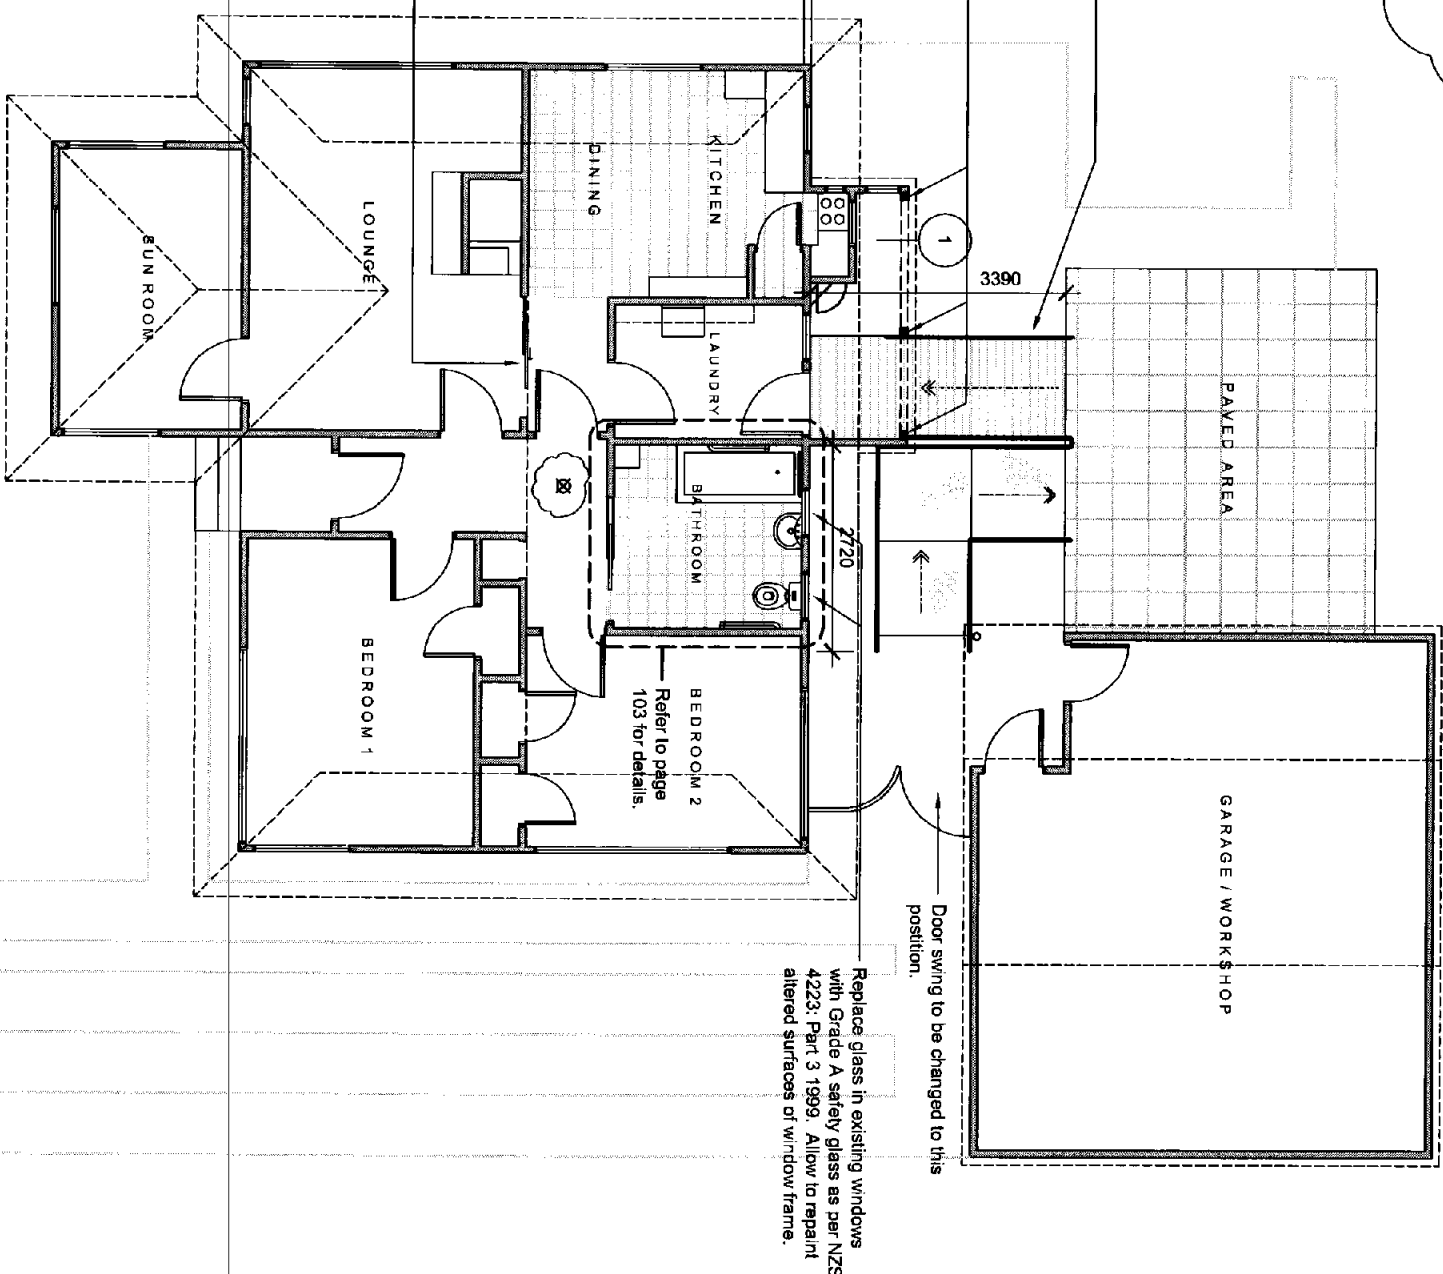 PAVED AREA
GARAGE / WORKSHOP
3390
1
Door swing to be changed to this
postition.
2720
Replace glass in existing windows
with Grade A safety glass as per NZS
4223: Part 3 1999. Allow to repaint
altered surfaces of window frame.
KITCHEN
LAUNDRY
BATHROOM
BEDROOM 2
Refer to page
103 for details.
DINING
LOUNGE
BEDROOM 1
SUN ROOM